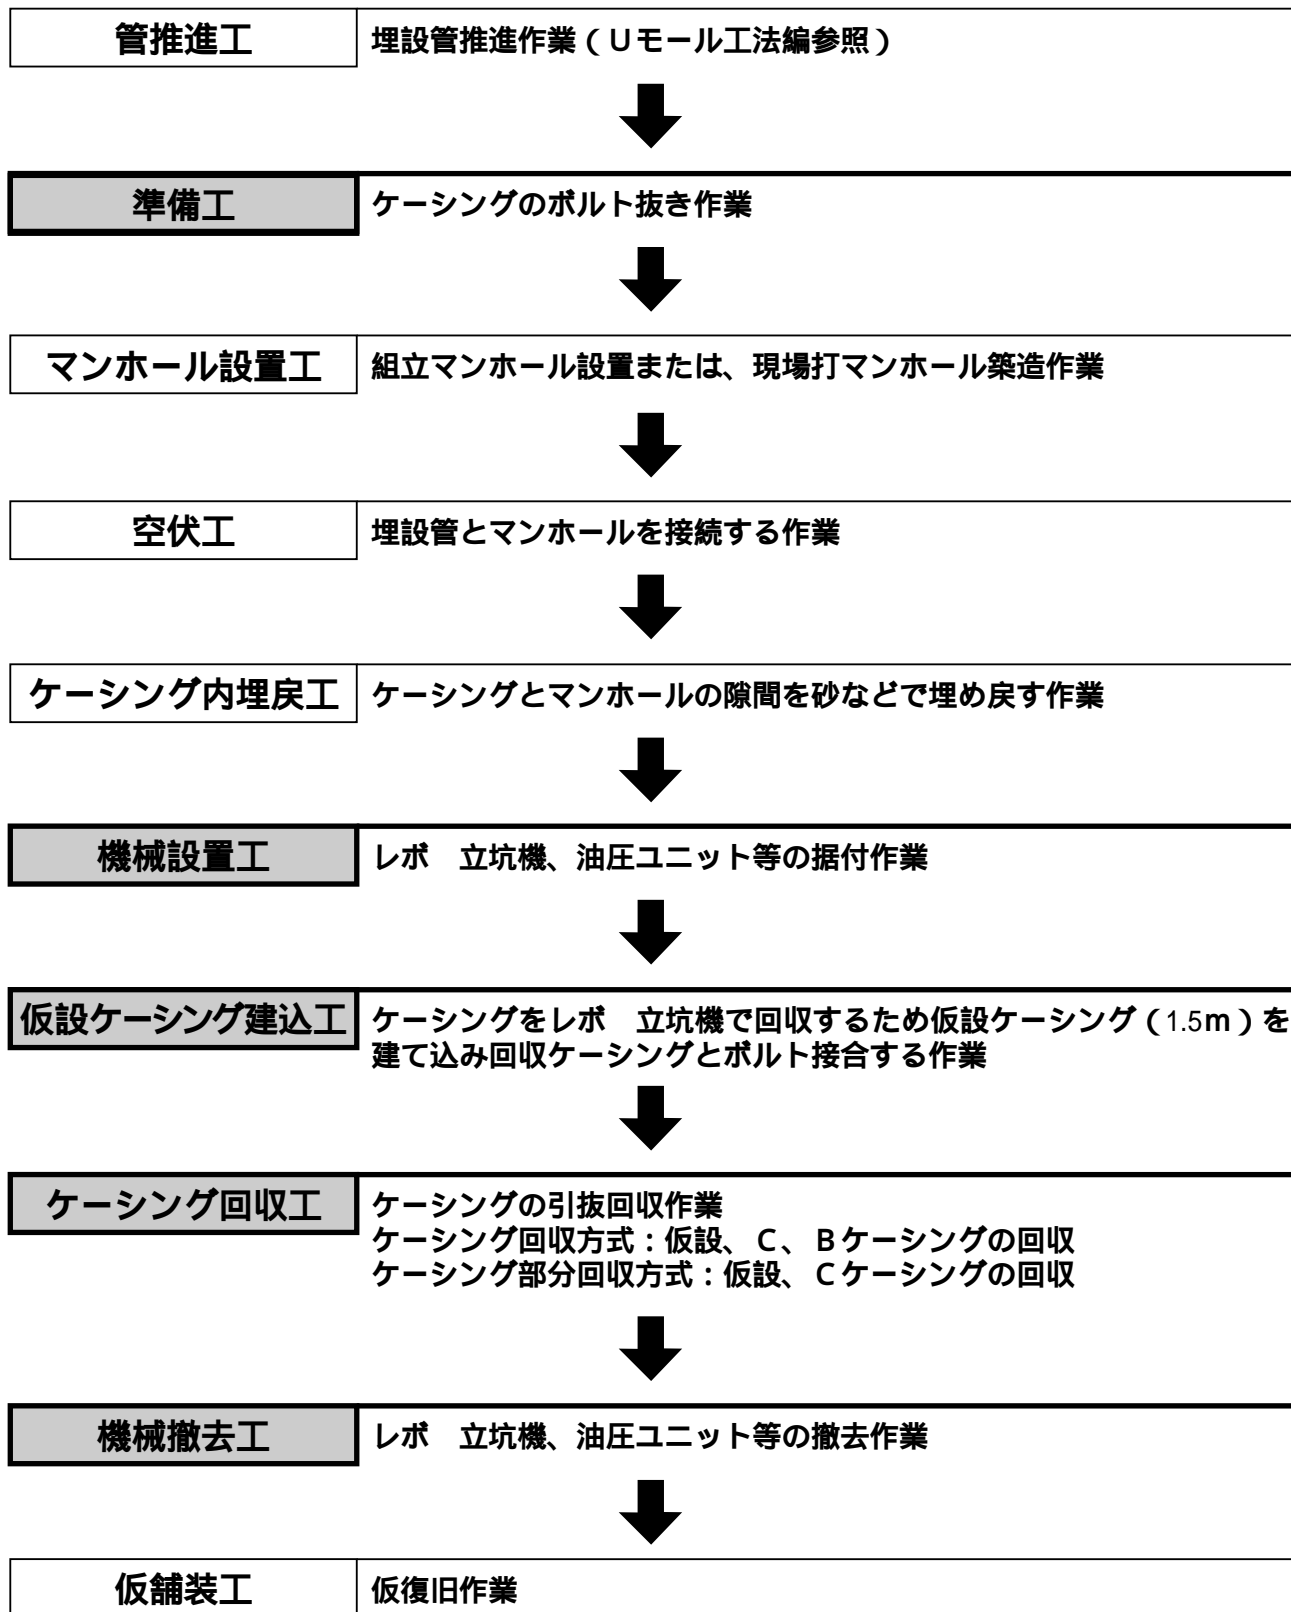 管推進工
埋設管推進作業（Ｕモール工法編参照）
準備工
ケーシングのボルト抜き作業
マンホール設置工
組立マンホール設置または、現場打マンホール築造作業
空伏工
埋設管とマンホールを接続する作業
ケーシング内埋戻工
ケーシングとマンホールの隙間を砂などで埋め戻す作業
機械設置工
レボ　立坑機、油圧ユニット等の据付作業
仮設ケーシング建込工
ケーシングをレボ　立坑機で回収するため仮設ケーシング（1.5ｍ）を
建て込み回収ケーシングとボルト接合する作業
ケーシング回収工
ケーシングの引抜回収作業
ケーシング回収方式：仮設、Ｃ、Ｂケーシングの回収
ケーシング部分回収方式：仮設、Ｃケーシングの回収
機械撤去工
レボ　立坑機、油圧ユニット等の撤去作業
仮舗装工
仮復旧作業